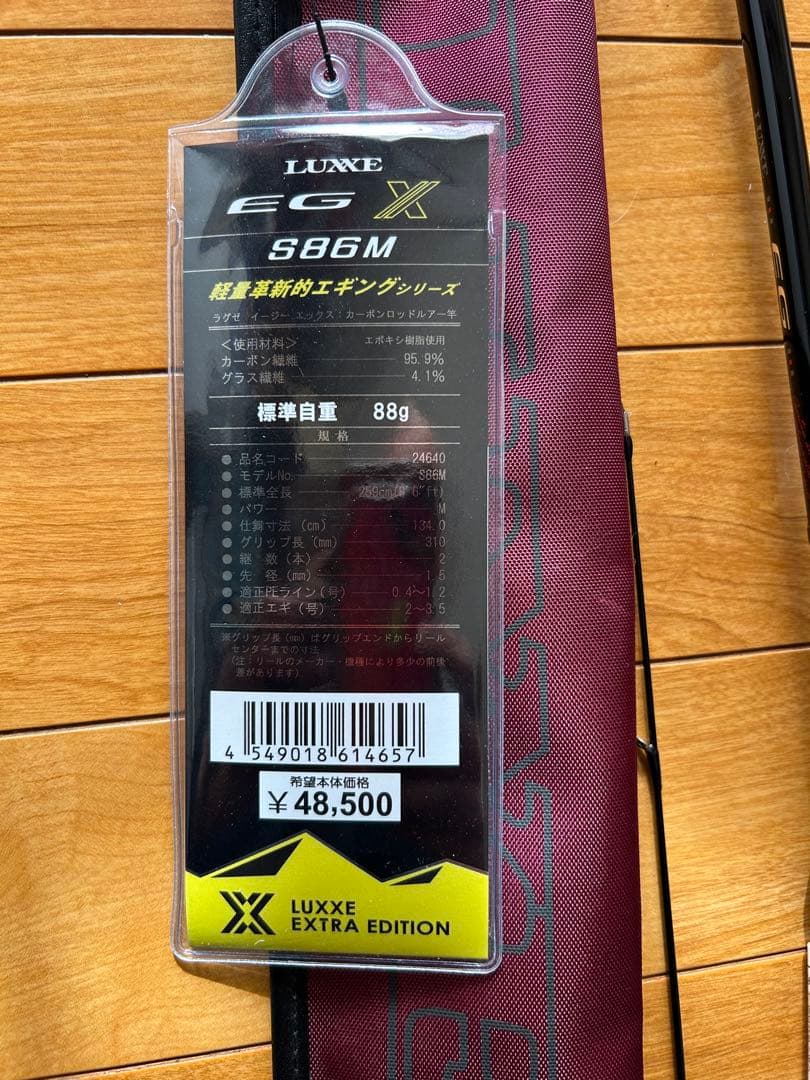 LUXXE
EG X
S86M
軽量革新的エギングシリーズ
ラグゼ イージー エックス：カーボンロッドルアー竿
＜使用材料＞ エポキシ樹脂使用
カーボン繊維 95.9%
グラス繊維 4.1%
標準自重 88g
規格
● 品名コード 24640
● モデルNo. S86M
● 標準全長 259cm(8'6"ft)
● パワー M
● 仕舞寸法 (cm) 134.0
● グリップ長 (mm) 310
● 継 数 (本) 2
● 先 径 (mm) 1.5
● 適正PEライン(号) 0.4〜1.2
● 適正エギ (号) 2〜3.5
※グリップ長(mm)はグリップエンドからリール
センターまでの寸法
(注：リールのメーカー・機種により多少の前後
差があります)
4 549018 614657
希望本体価格
¥ 48,500
LUXXE
EXTRA EDITION